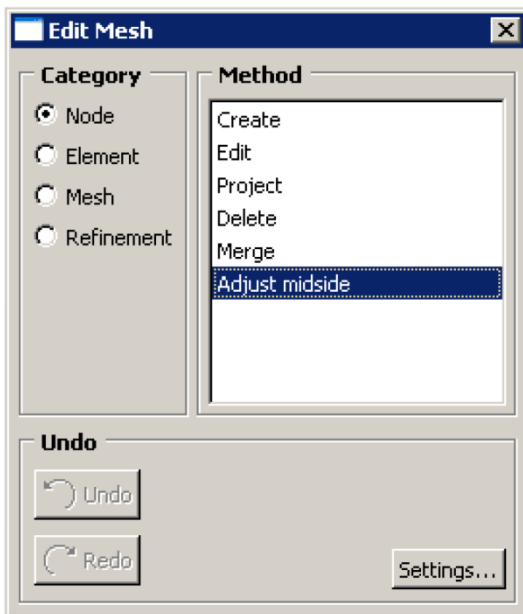 Edit Mesh
Category
Node
Element
Mesh
Refinement
Method
Create
Edit
Project
Delete
Merge
Adjust midside
Undo
Undo
Redo
Settings...